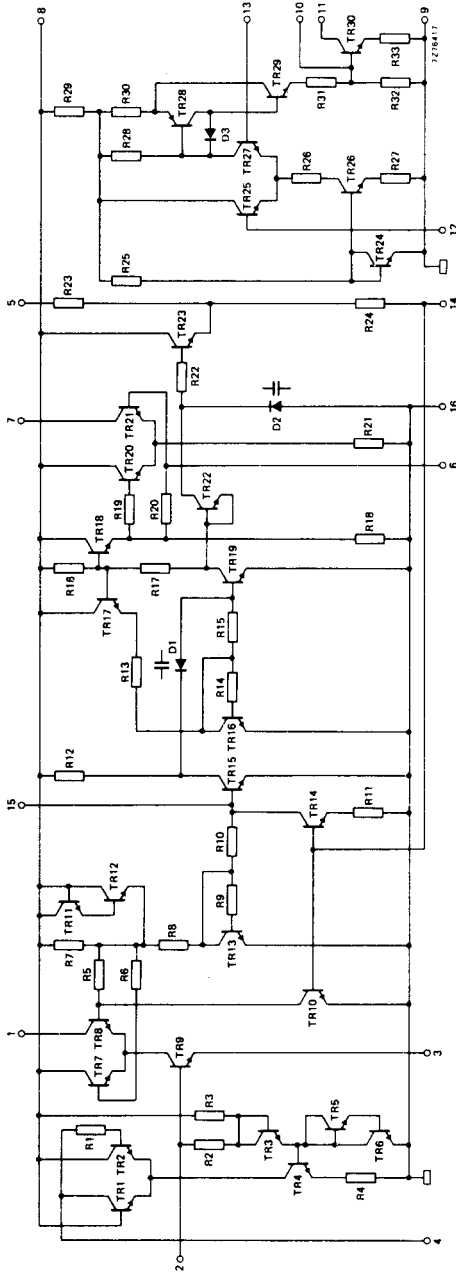 8
13
10
11
9
R29
R30
R28
TR28
D3
TR29
R31
TR30
R33
R32
7Z76417
R25
TR25
TR27
R26
TR26
R27
TR24
12
5
R23
TR23
R22
R24
14
7
TR21
TR20
R19
R20
D2
R21
16
6
TR18
R16
R17
TR22
R18
TR17
R13
D1
TR19
R15
R14
TR16
R12
TR15
15
R10
TR14
R11
TR12
TR11
R7
R5
R6
R8
R9
TR13
TR10
1
TR8
TR7
TR9
3
R1
TR2
TR1
R3
R2
TR3
TR5
TR4
TR6
R4
2
4